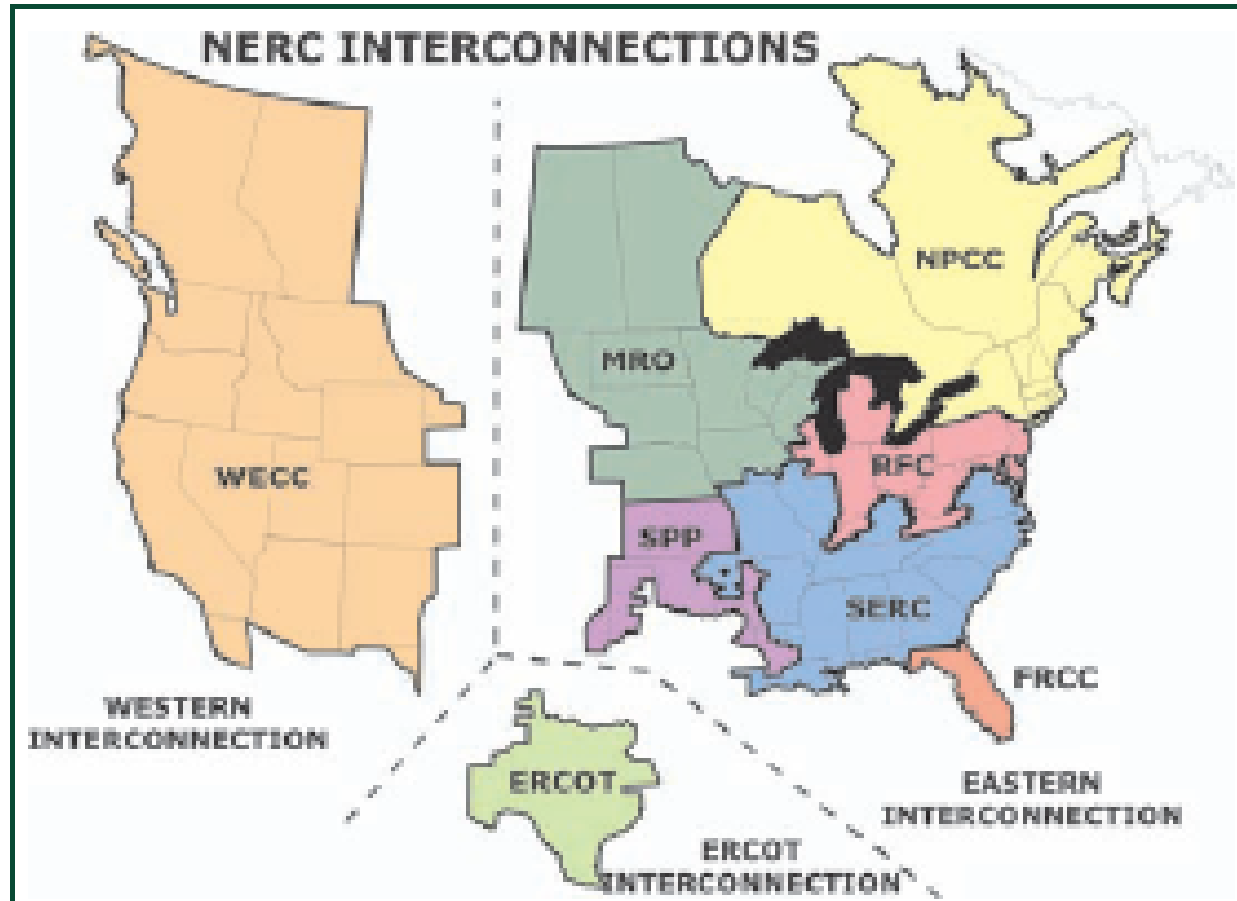 NERC INTERCONNECTIONS
NPCC
MRO
RFC
WECC
SPP
SERC
FRCC
WESTERN
INTERCONNECTION
ERCOT
EASTERN
INTERCONNECTION
ERCOT
INTERCONNECTION